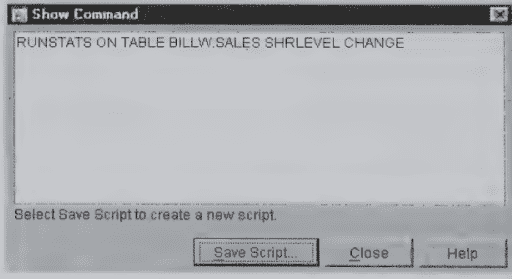 Show Command
RUNSTATS ON TABLE BILLW.SALES SHRLEVEL CHANGE
Select Save Script to create a new script.
Save Script... Close Help